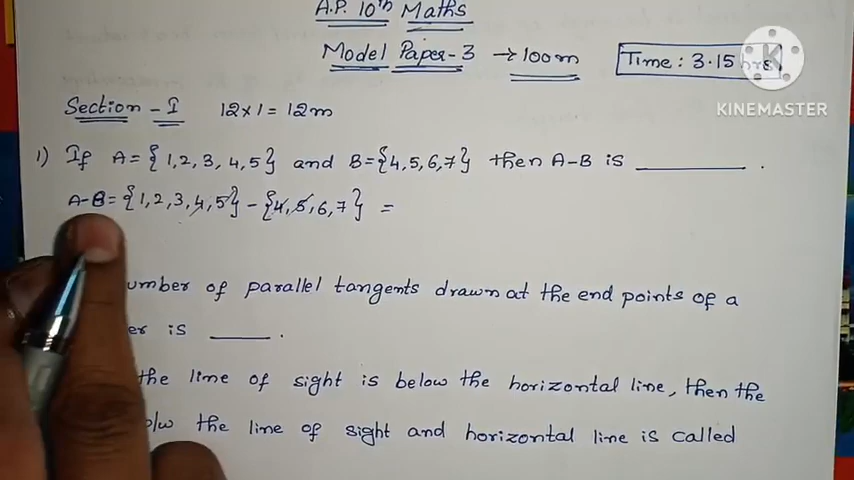 A.P. 10th Maths
Model Paper-3 → 100m Time: 3.15 hrs
KINEMASTER
Section - I 12×1 = 12m
1) If A = {1,2,3,4,5} and B={4,5,6,7} then A-B is ________ .
A-B= {1,2,3,4,5} - {4,5,6,7} =
umber of parallel tangents drawn at the end points of a
er is _____ .
the line of sight is below the horizontal line, then the
b/w the line of sight and horizontal line is called